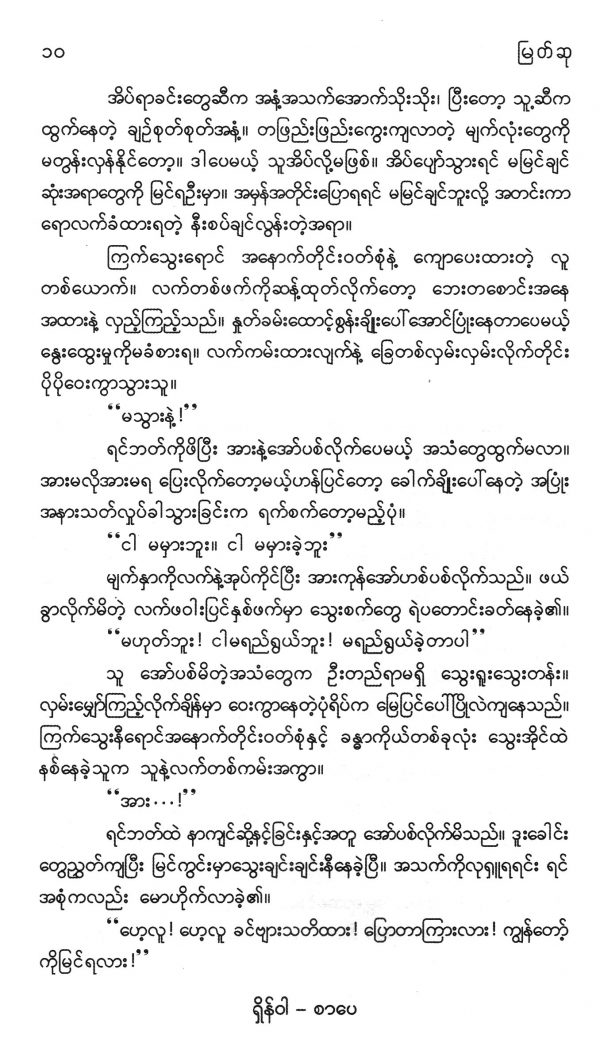 ၁၀ မြတ်ဆု
အိပ်ရာခင်းတွေဆီက အနံ့အသက်အောက်သိုးသိုး၊ ပြီးတော့ သူ့ဆီက
ထွက်နေတဲ့ ချဉ်စုတ်စုတ်အနံ့။ တဖြည်းဖြည်းကွေးကျလာတဲ့ မျက်လုံးတွေကို
မတွန်းလှန်နိုင်တော့။ ဒါပေမယ့် သူအိပ်လို့မဖြစ်။ အိပ်ပျော်သွားရင် မမြင်ချင်
ဆုံးအရာတွေကို မြင်ရဦးမှာ။ အမှန်အတိုင်းပြောရရင် မမြင်ချင်ဘူးလို့ အတင်းကာ
ရောလက်ခံထားရတဲ့ နီးစပ်ချင်လွန်းတဲ့အရာ။
ကြက်သွေးရောင် အနောက်တိုင်းဝတ်စုံနဲ့ ကျောပေးထားတဲ့ လူ
တစ်ယောက်။ လက်တစ်ဖက်ကိုဆန့်ထုတ်လိုက်တော့ ဘေးတစောင်းအနေ
အထားနဲ့ လှည့်ကြည့်သည်။ နှုတ်ခမ်းထောင့်စွန်းချိုးပေါ်အောင်ပြုံးနေတာပေမယ့်
နွေးထွေးမှုကိုမခံစားရ။ လက်ကမ်းထားလျက်နဲ့ ခြေတစ်လှမ်းလှမ်းလိုက်တိုင်း
ပိုပိုဝေးကွာသွားသူ။
“မသွားနဲ့!”
ရင်ဘတ်ကိုဖိပြီး အားနဲ့အော်ပစ်လိုက်ပေမယ့် အသံတွေထွက်မလာ။
အားမလိုအားမရ ပြေးလိုက်တော့မယ့်ဟန်ပြင်တော့ ခေါက်ချိုးပေါ်နေတဲ့ အပြုံး
အနားသတ်လှုပ်ခါသွားခြင်းက ရက်စက်တော့မည့်ပုံ။
“ငါ မမှားဘူး။ ငါ မမှားခဲ့ဘူး”
မျက်နှာကိုလက်နဲ့အုပ်ကိုင်ပြီး အားကုန်အော်ဟစ်ပစ်လိုက်သည်။ ဖယ်
ခွာလိုက်မိတဲ့ လက်ဖဝါးပြင်နှစ်ဖက်မှာ သွေးစက်တွေ ရဲပတောင်းခတ်နေခဲ့၏။
“မဟုတ်ဘူး! ငါမရည်ရွယ်ဘူး! မရည်ရွယ်ခဲ့တာပါ”
သူ အော်ပစ်မိတဲ့အသံတွေက ဦးတည်ရာမရှိ သွေးရူးသွေးတန်း။
လှမ်းမျှော်ကြည့်လိုက်ချိန်မှာ ဝေးကွာနေတဲ့ပုံရိပ်က မြေပြင်ပေါ်ပြိုလဲကျနေသည်။
ကြက်သွေးနီရောင်အနောက်တိုင်းဝတ်စုံနှင့် ခန္ဓာကိုယ်တစ်ခုလုံး သွေးအိုင်ထဲ
နစ်နေခဲ့သူက သူနဲ့လက်တစ်ကမ်းအကွာ။
“အား...!”
ရင်ဘတ်ထဲ နာကျင်ဆို့နင့်ခြင်းနှင့်အတူ အော်ပစ်လိုက်မိသည်။ ဒူးခေါင်း
တွေညွှတ်ကျပြီး မြင်ကွင်းမှာသွေးချင်းချင်းနီနေခဲ့ပြီ။ အသက်ကိုလုရှူရရင်း ရင်
အစုံကလည်း မောဟိုက်လာခဲ့၏။
“ဟေ့လူ! ဟေ့လူ ခင်ဗျားသတိထား! ပြောတာကြားလား! ကျွန်တော့်
ကိုမြင်ရလား!”
ရှိန်ဝါ – စာပေ